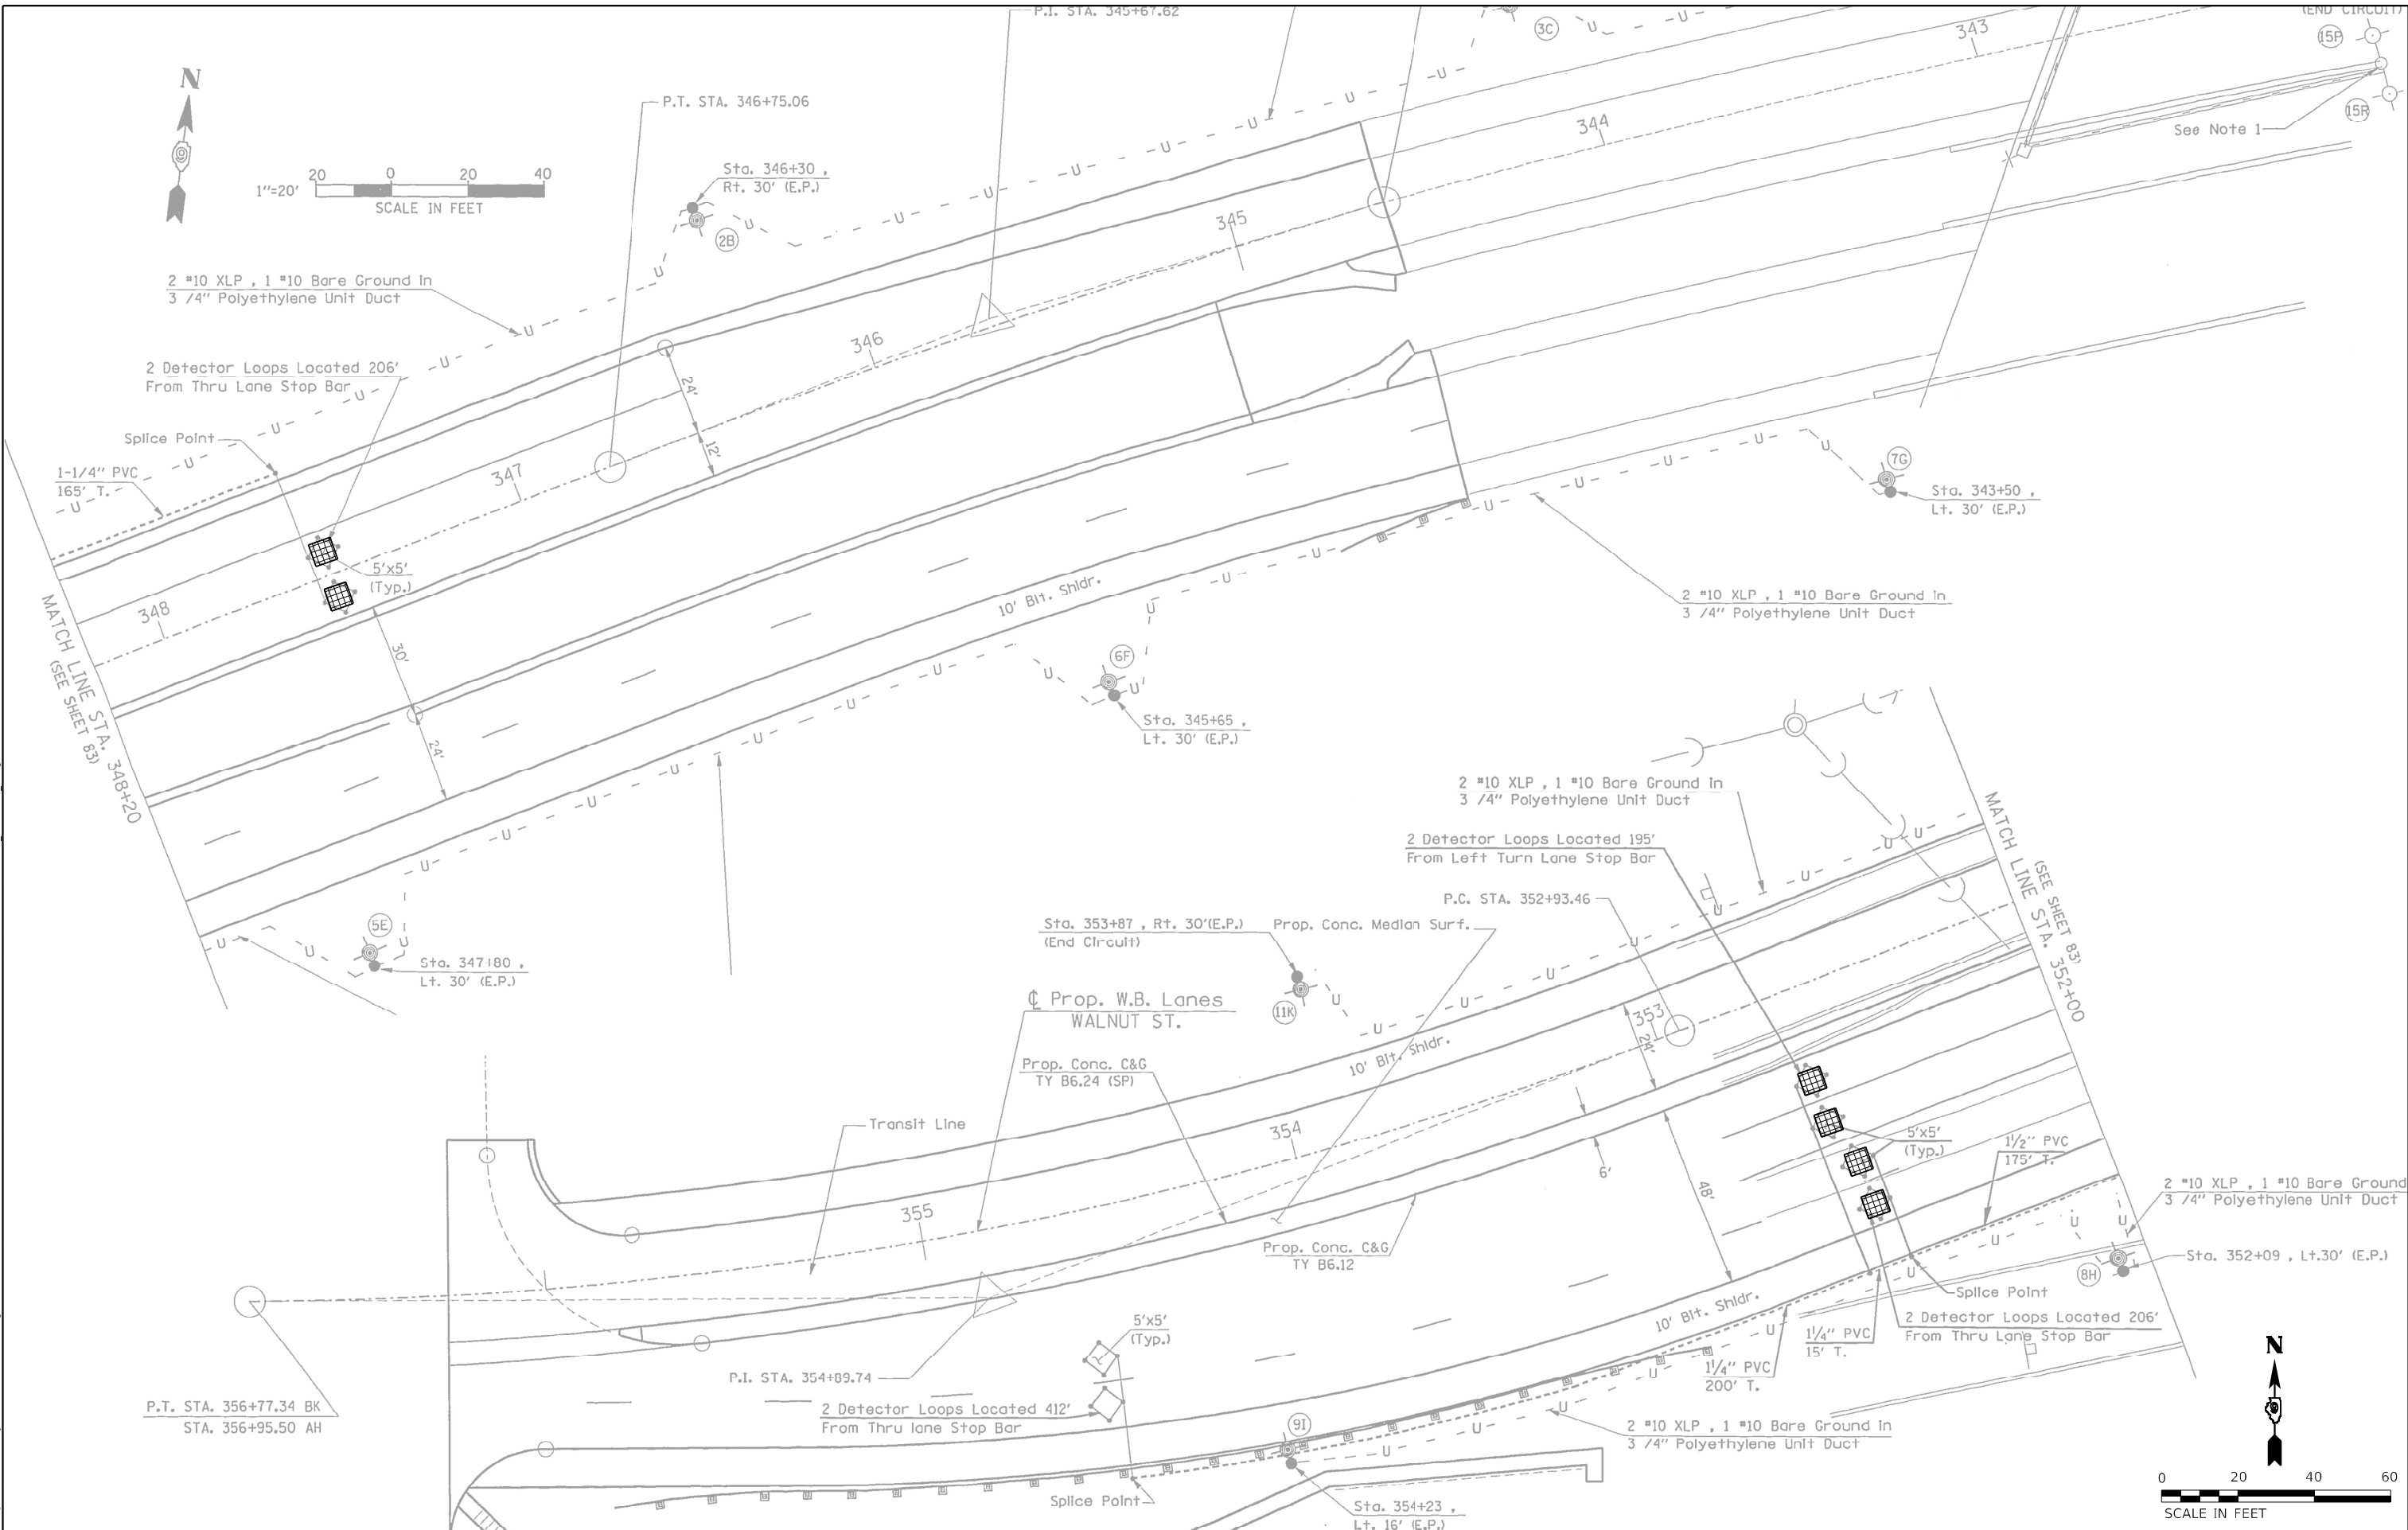 P.I. STA. 345+67.62
3C
U
343
(END CIRCUIT)
15P
15R
See Note 1
344
N
9
P.T. STA. 346+75.06
1"=20'
20 0 20 40
SCALE IN FEET
Sta. 346+30 ,
Rt. 30' (E.P.)
2B
345
2 #10 XLP , 1 #10 Bare Ground in
3 /4" Polyethylene Unit Duct
346
2 Detector Loops Located 206'
From Thru Lane Stop Bar
24'
12'
Splice Point
1-1/4" PVC
165' T.
347
7G
Sta. 343+50 ,
Lt. 30' (E.P.)
5'x5'
(Typ.)
348
10' Bit. Shldr.
2 #10 XLP , 1 #10 Bare Ground in
3 /4" Polyethylene Unit Duct
MATCH LINE STA. 348+20
(SEE SHEET 83)
30'
24'
6F
Sta. 345+65 ,
Lt. 30' (E.P.)
5E
Sta. 347+80 ,
Lt. 30' (E.P.)
2 #10 XLP , 1 #10 Bare Ground in
3 /4" Polyethylene Unit Duct
2 Detector Loops Located 195'
From Left Turn Lane Stop Bar
P.C. STA. 352+93.46
MATCH LINE STA. 352+00
(SEE SHEET 83)
Sta. 353+87 , Rt. 30'(E.P.)
(End Circuit)
Prop. Conc. Median Surf.
11K
℄ Prop. W.B. Lanes
WALNUT ST.
353
24'
10' Bit. Shldr.
Prop. Conc. C&G
TY B6.24 (SP)
Transit Line
354
6'
48'
5'x5'
(Typ.)
1½" PVC
175' T.
2 #10 XLP , 1 #10 Bare Ground
3 /4" Polyethylene Unit Duct
355
Prop. Conc. C&G
TY B6.12
Sta. 352+09 , Lt.30' (E.P.)
8H
Splice Point
2 Detector Loops Located 206'
From Thru Lane Stop Bar
10' Bit. Shldr.
1¼" PVC
15' T.
1¼" PVC
200' T.
5'x5'
(Typ.)
P.I. STA. 354+89.74
P.T. STA. 356+77.34 BK
STA. 356+95.50 AH
2 Detector Loops Located 412'
From Thru lane Stop Bar
9I
2 #10 XLP , 1 #10 Bare Ground in
3 /4" Polyethylene Unit Duct
Splice Point
Sta. 354+23 ,
Lt. 16' (E.P.)
N
0 20 40 60
SCALE IN FEET